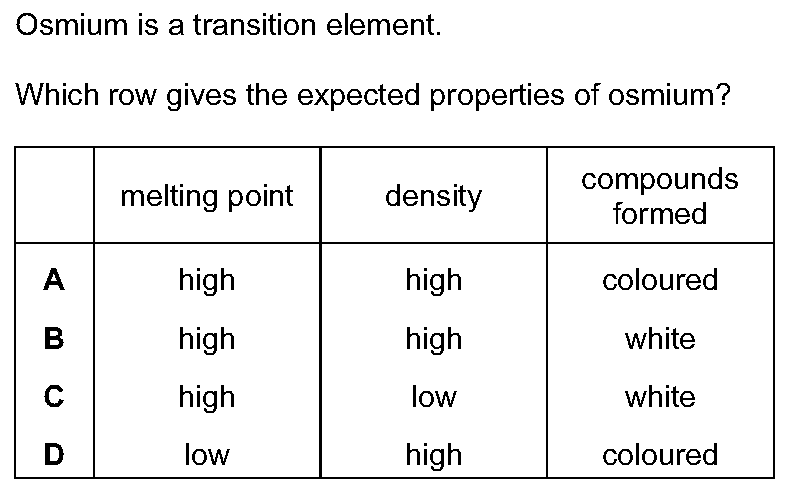 Osmium is a transition element.
Which row gives the expected properties of osmium?
melting point density compounds formed
A high high coloured
B high high white
C high low white
D low high coloured